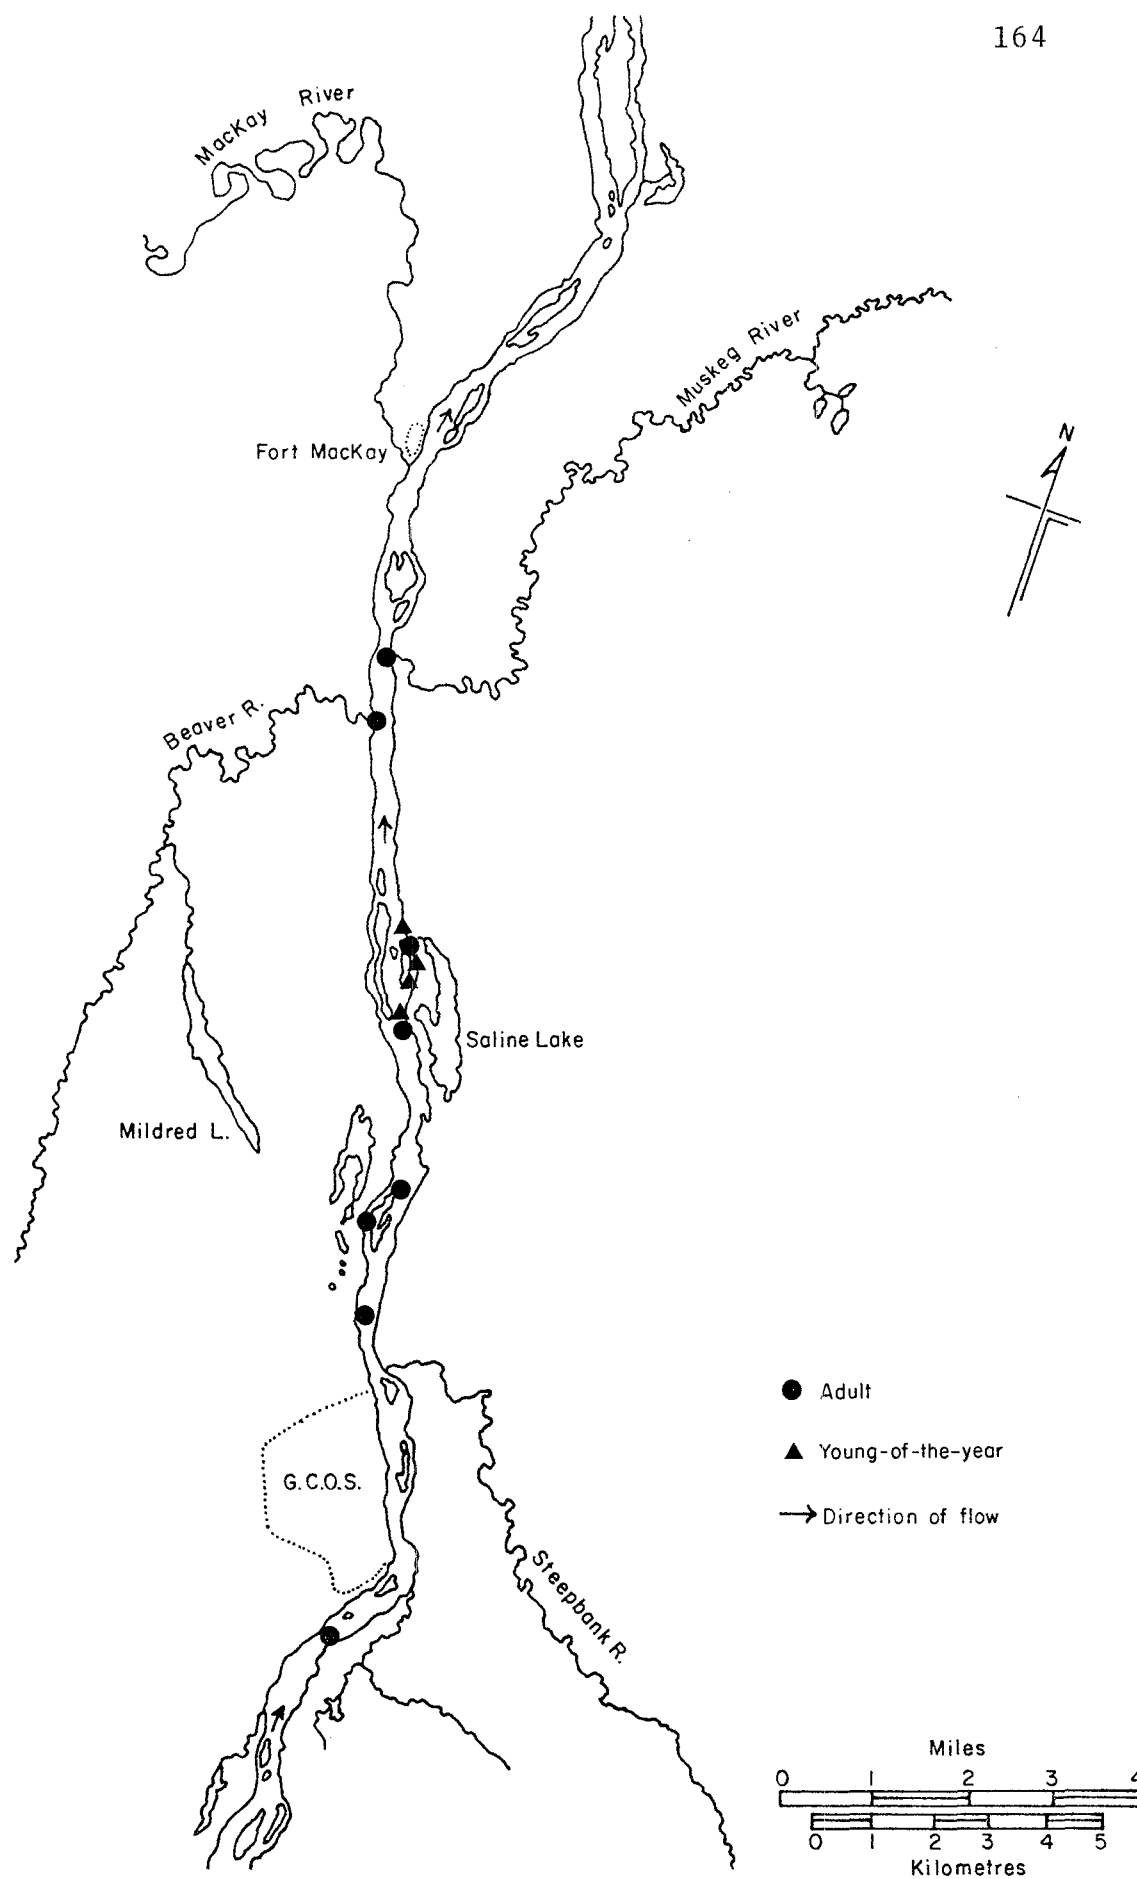 164
MacKay River
Muskeg River
Fort MacKay
N
Beaver R.
Saline Lake
Mildred L.
Adult
Young-of-the-year
G.C.O.S.
Direction of flow
Steepbank R.
Miles
0 1 2 3 4
0 1 2 3 4 5
Kilometres